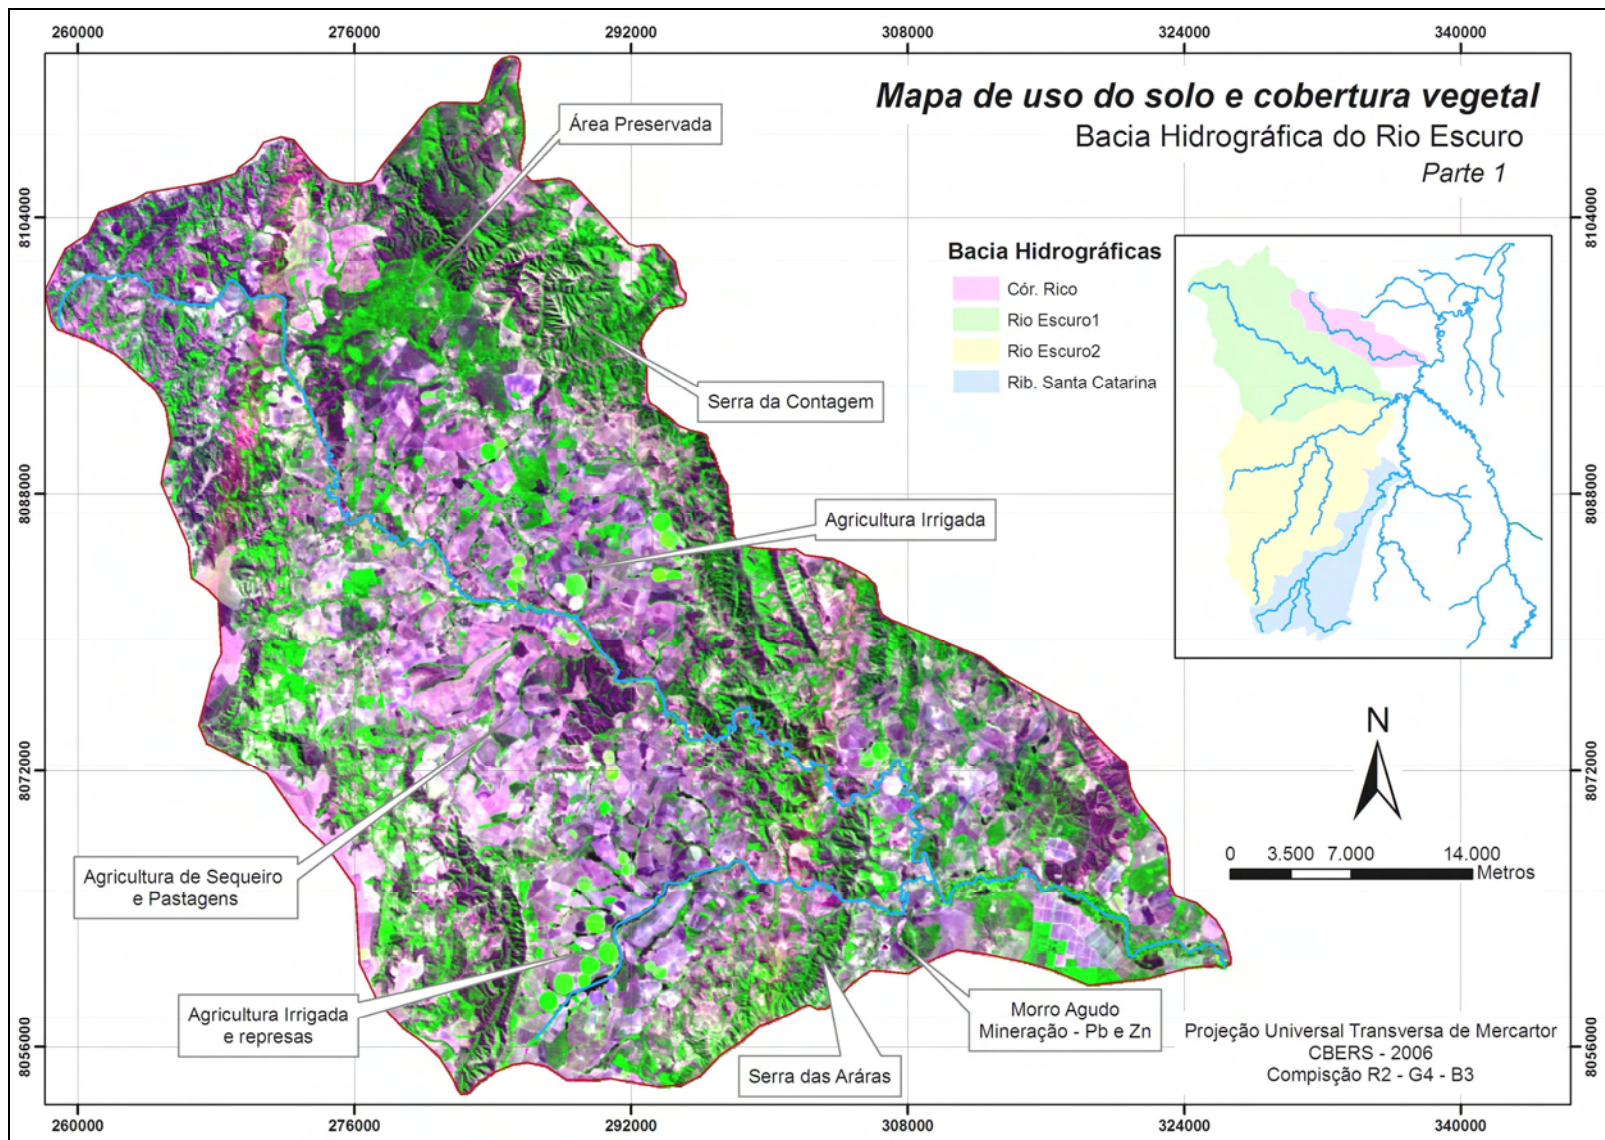 260000 276000 292000 308000 324000 340000
Mapa de uso do solo e cobertura vegetal
Bacia Hidrográfica do Rio Escuro
Parte 1
Área Preservada
8104000
8104000
Bacia Hidrográficas
Cór. Rico
Rio Escuro1
Rio Escuro2
Rib. Santa Catarina
Serra da Contagem
8088000
8088000
Agricultura Irrigada
N
8072000
8072000
0 3.500 7.000 14.000
Metros
Agricultura de Sequeiro
e Pastagens
Agricultura Irrigada
e represas
Morro Agudo
Mineração - Pb e Zn
Serra das Aráras
Projeção Universal Transversa de Mercartor
CBERS - 2006
Compisção R2 - G4 - B3
8056000
8056000
260000 276000 292000 308000 324000 340000